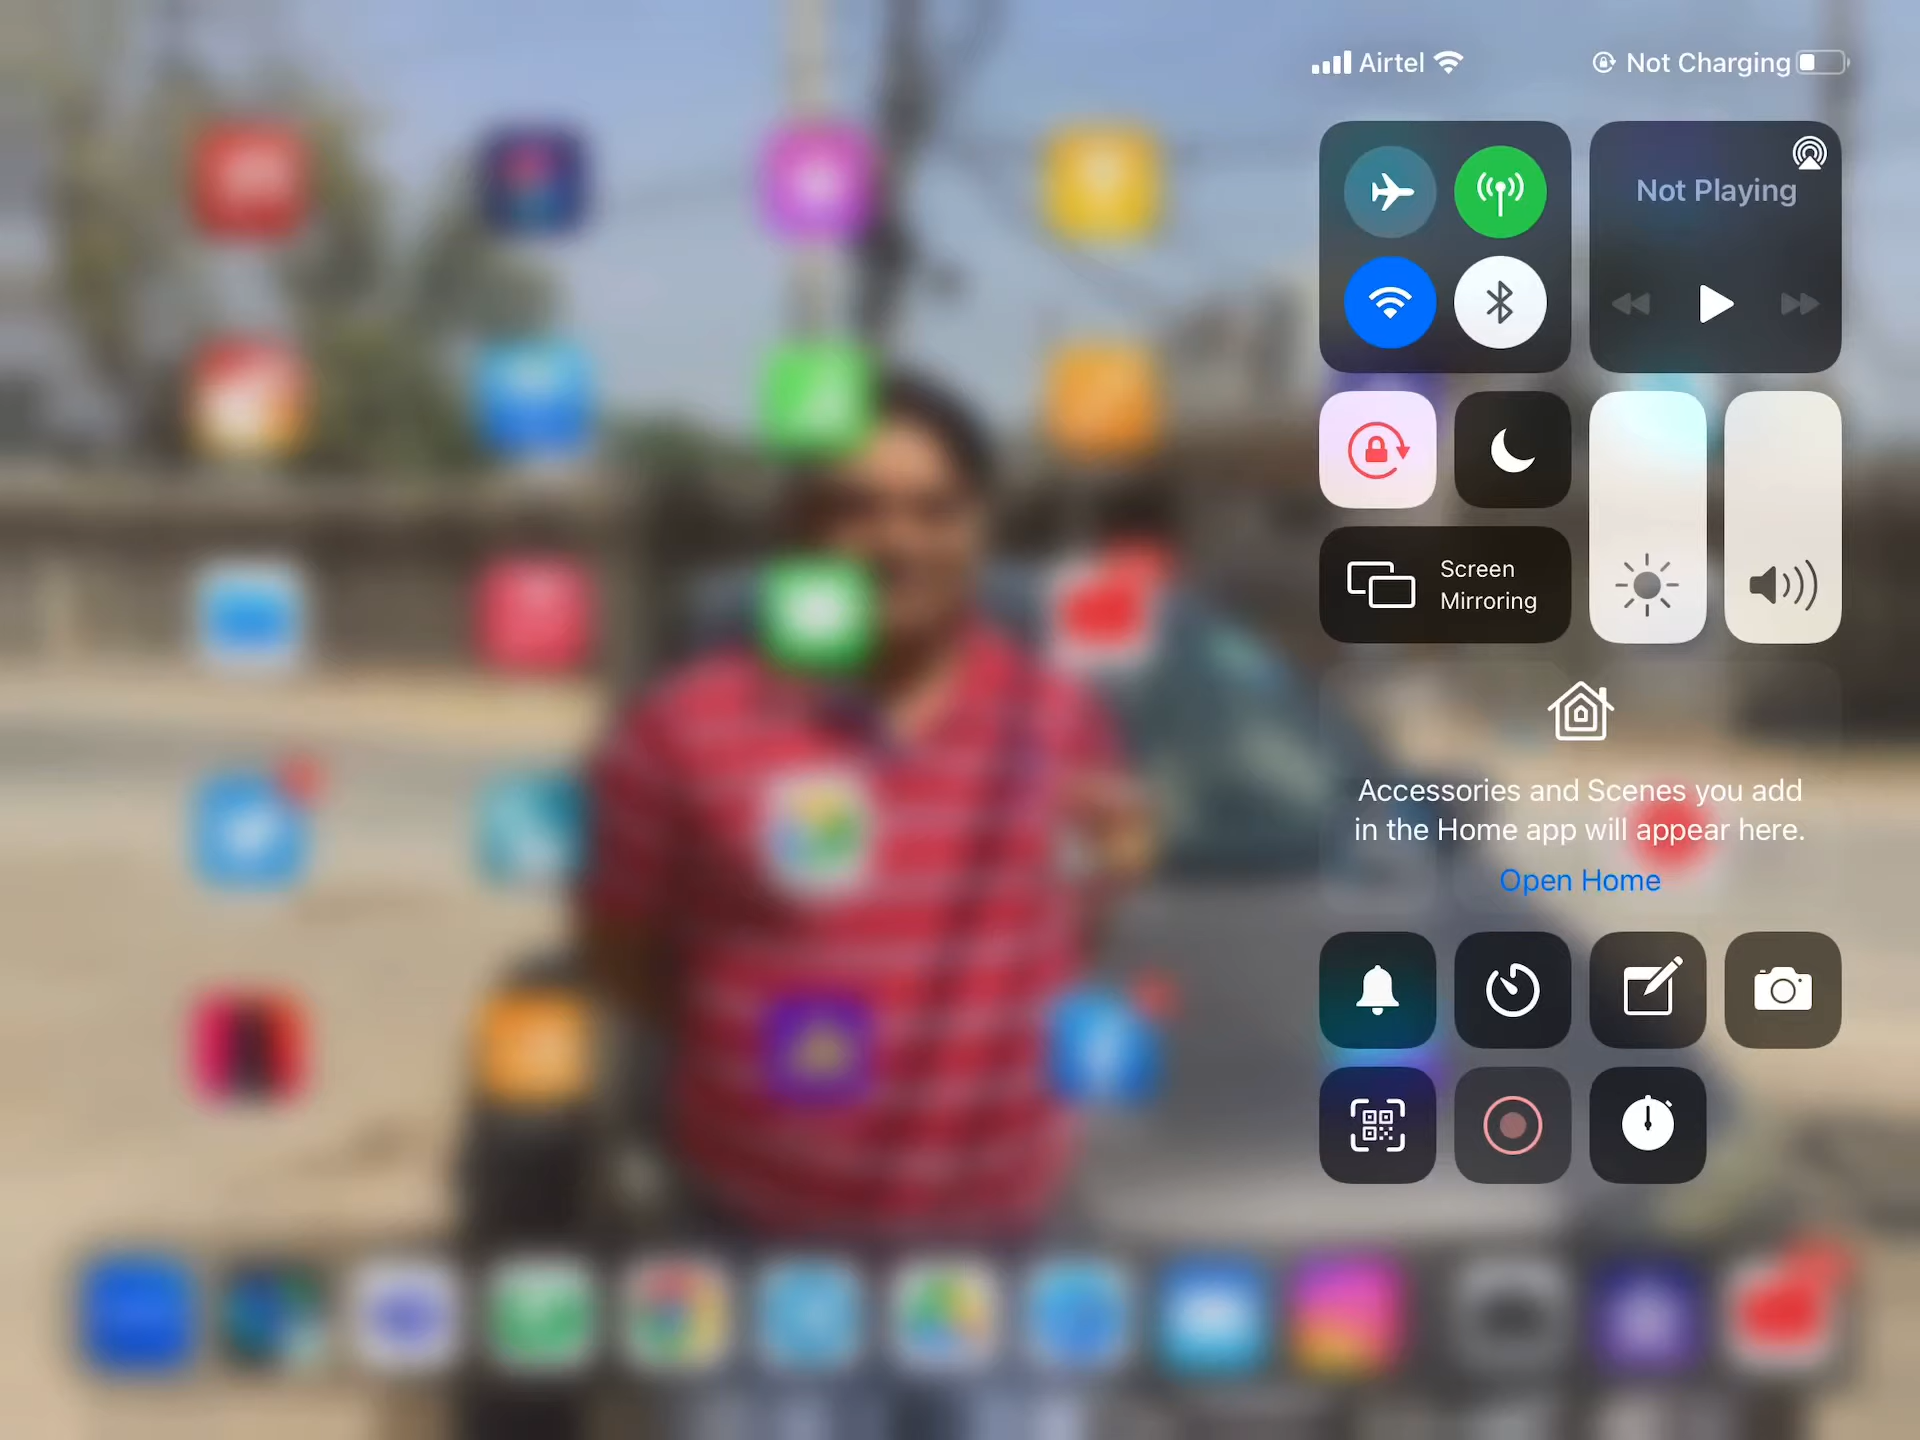 Airtel
Not Charging
Not Playing
Screen
Mirroring
Accessories and Scenes you add
in the Home app will appear here.
Open Home